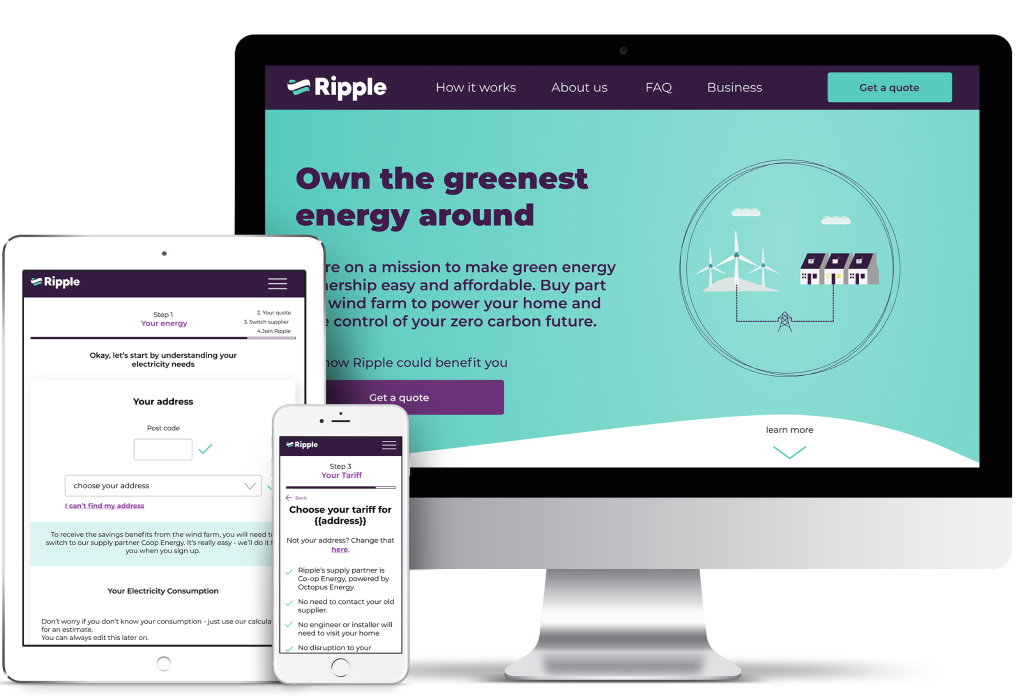 Ripple
How it works
About us
FAQ
Business
Get a quote
Own the greenest
energy around
re on a mission to make green energy
nership easy and affordable. Buy part
wind farm to power your home and
control of your zero carbon future.
how Ripple could benefit you
Get a quote
learn more
Ripple
Step 1
Your energy
2. Your quote
3. Switch supplier
4.Join Ripple
Okay, let's start by understanding your
electricity needs
Your address
Post code
choose your address
I can't find my address
To receive the savings benefits from the wind farm, you will need to
switch to our supply partner Coop Energy. It's really easy - we'll do it
you when you sign up.
Your Electricity Consumption
Don't worry if you don't know your consumption - just use our calcula
for an estimate.
You can always edit this later on.
Ripple
Step 3
Your Tariff
Back
Choose your tariff for
{{address}}
Not your address? Change that
here.
Ripple's supply partner is
Co-op Energy, powered by
Octopus Energy.
No need to contact your old
supplier.
No engineer or installer will
need to visit your home
No disruption to your